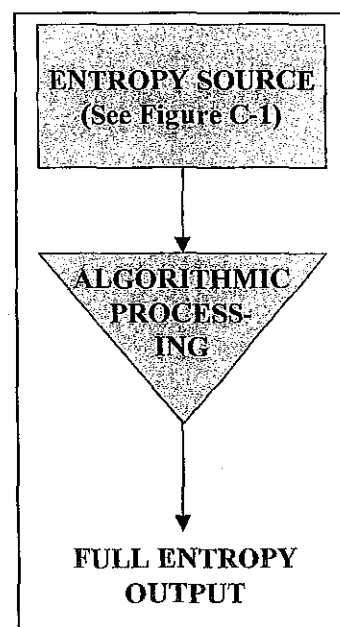 ENTROPY SOURCE
(See Figure C-1)
ALGORITHMIC
PROCESS-
ING
FULL ENTROPY
OUTPUT